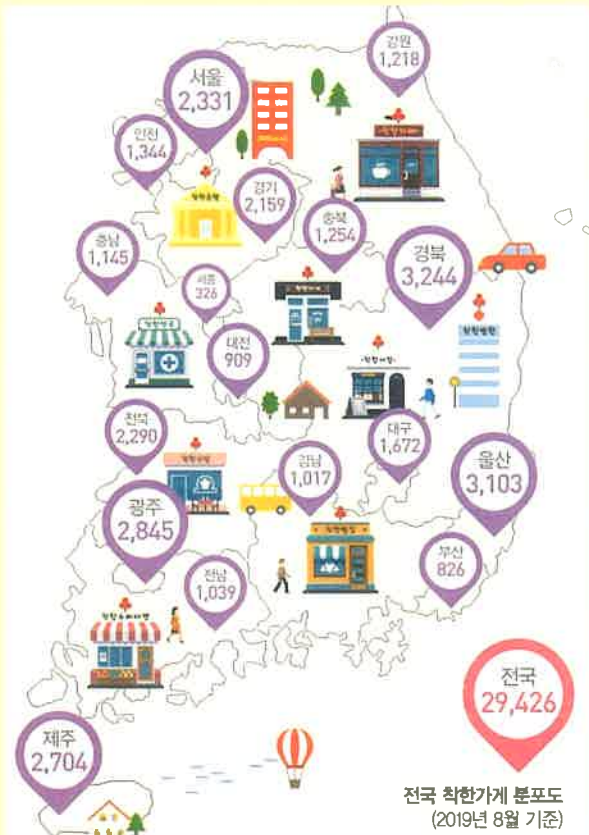 강원
1,218
서울
2,331
인천
1,344
경기
2,159
충북
1,254
충남
1,145
경북
3,244
세종
326
대전
909
전북
2,290
대구
1,672
경남
1,017
울산
3,103
광주
2,845
부산
826
전남
1,039
전국
29,426
제주
2,704
전국 착한가게 분포도
(2019년 8월 기준)